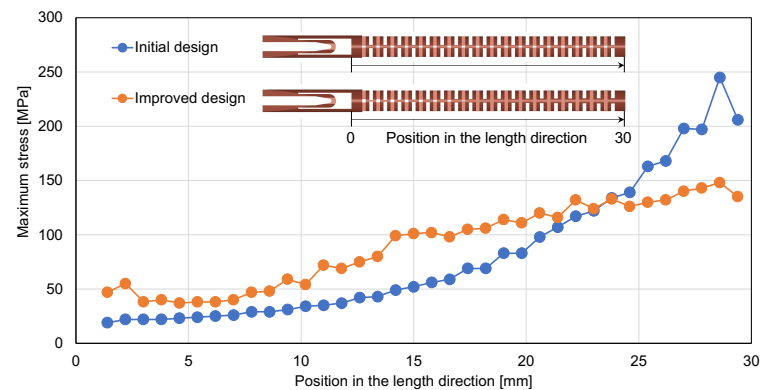 300
250
200
150
100
50
0
Maximum stress [MPa]
Initial design
Improved design
0 Position in the length direction 30
0 5 10 15 20 25 30
Position in the length direction [mm]